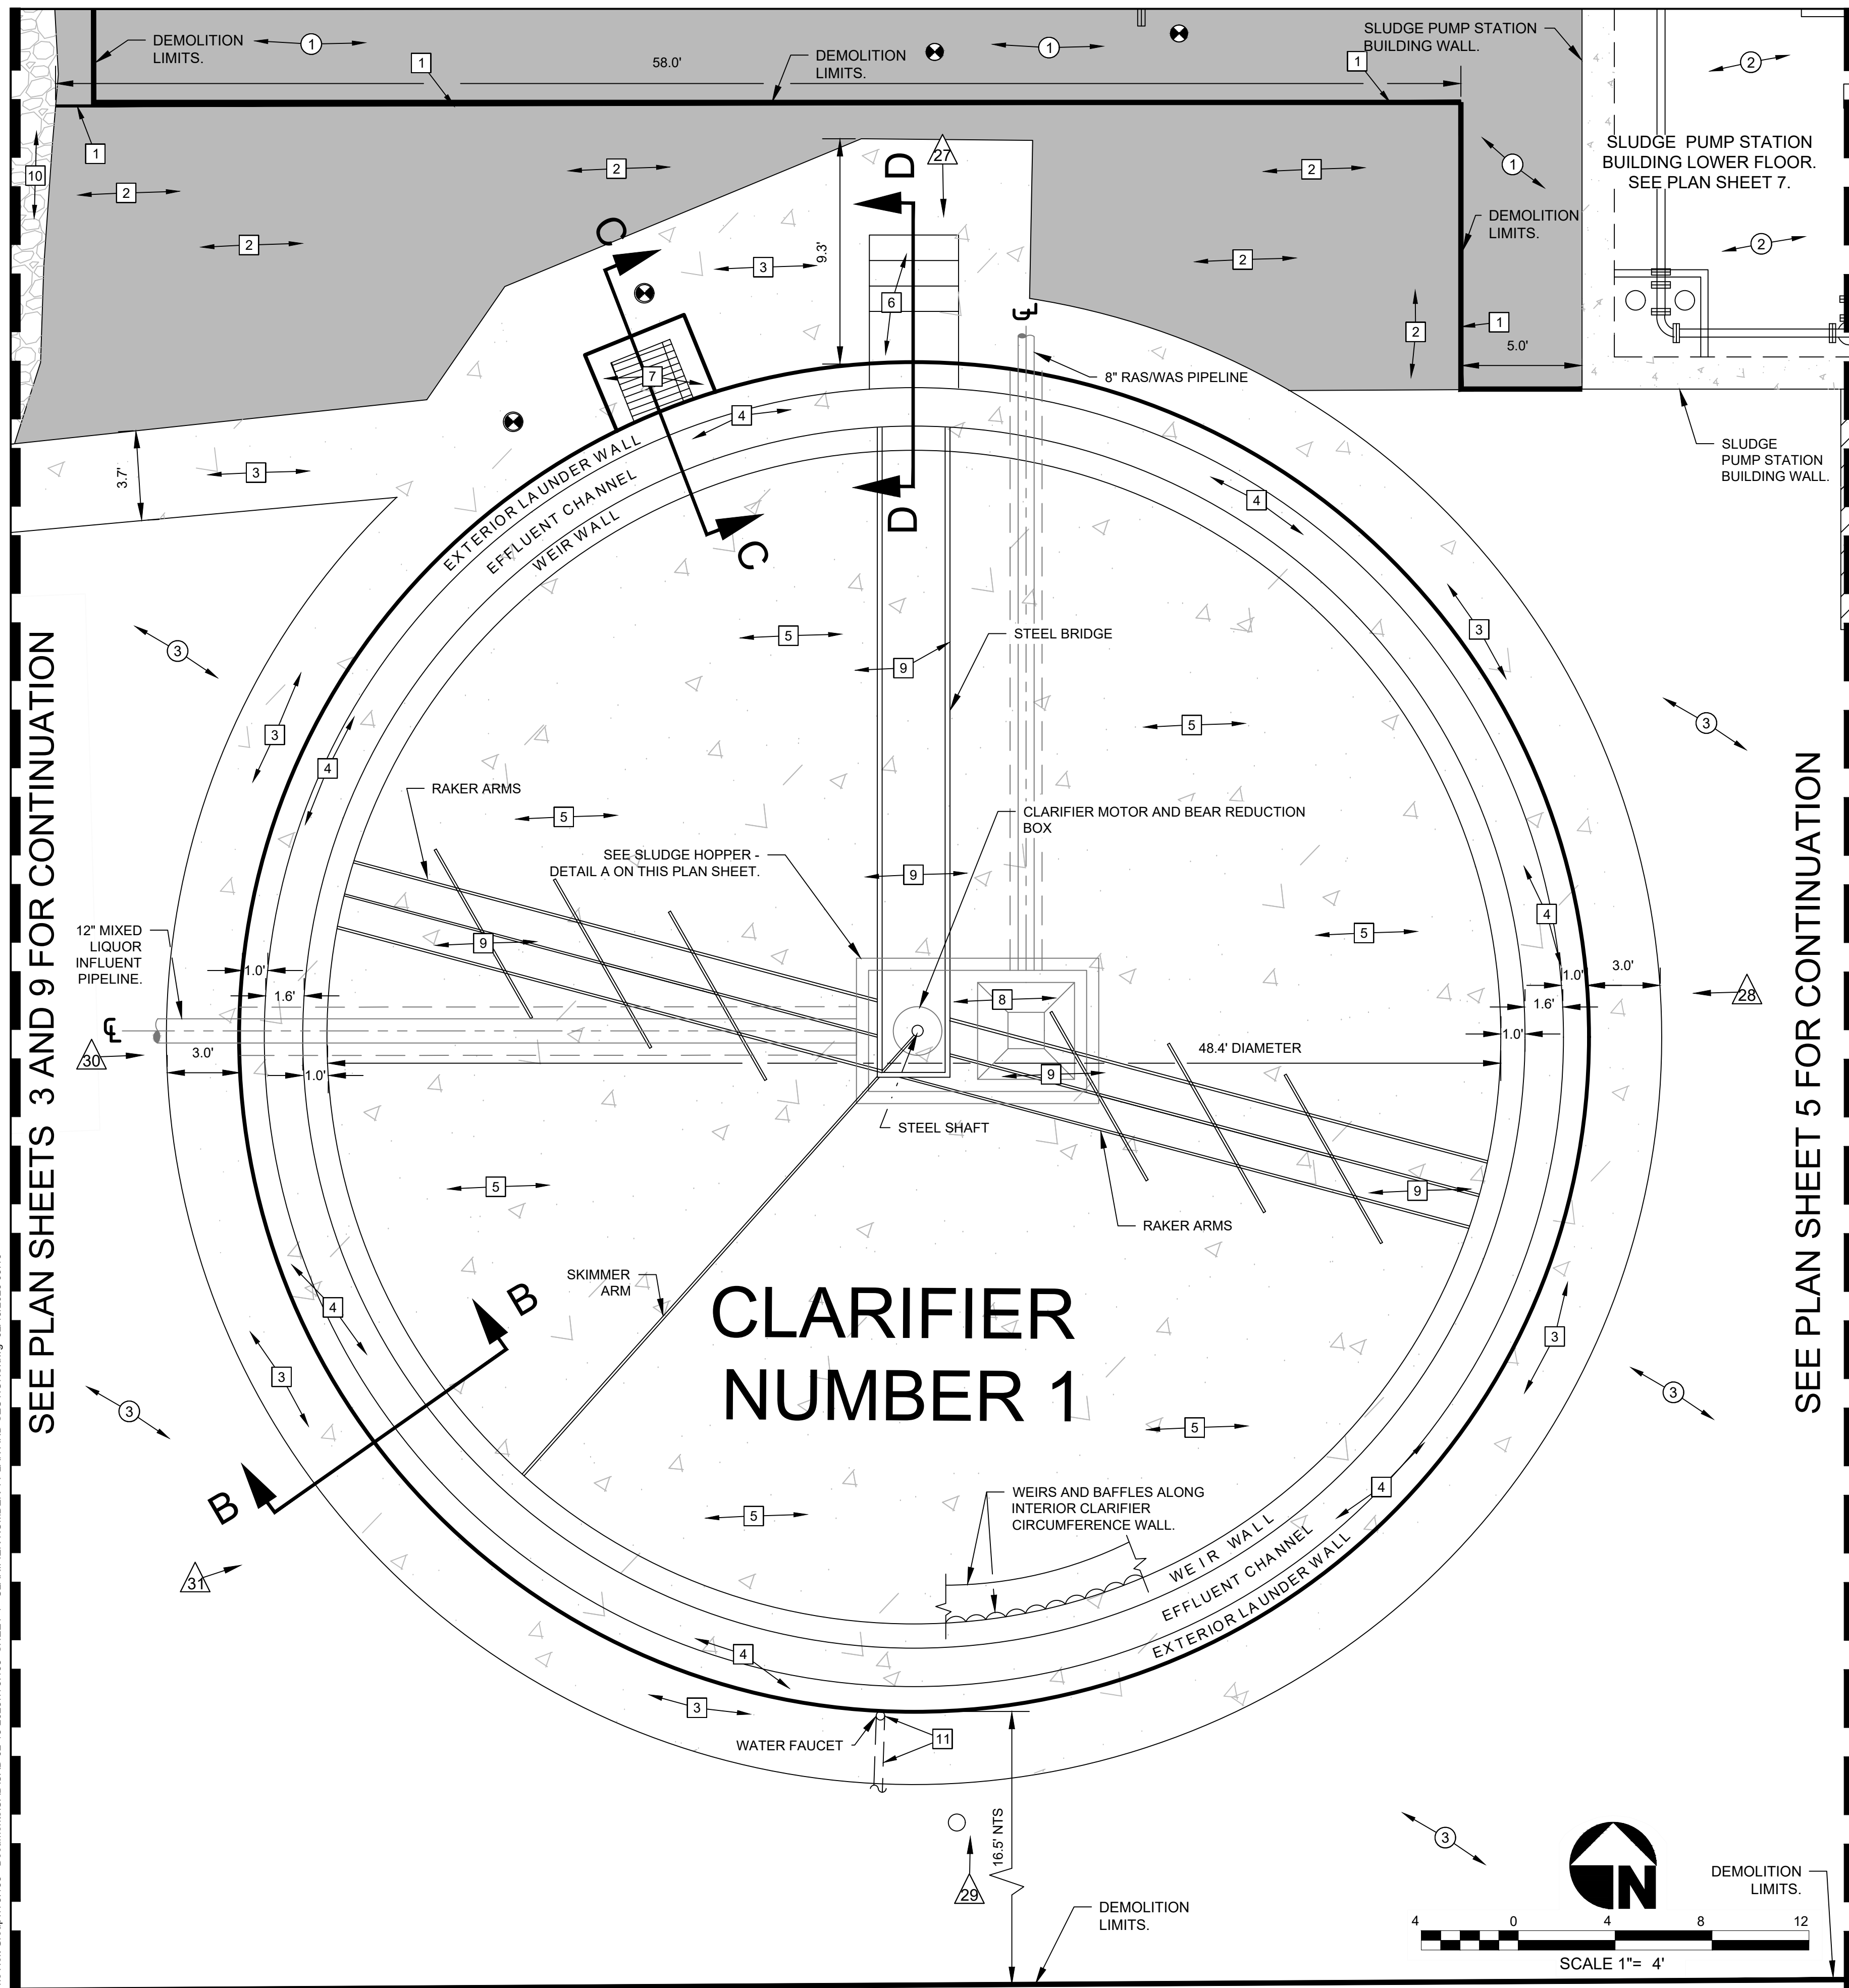 DEMOLITION
LIMITS.
1
1
58.0'
DEMOLITION
LIMITS.
1
1
SLUDGE PUMP STATION
BUILDING WALL.
2
1
10
2
2
2
2
2
2
3
9.3'
D
27
C
6
7
1
SLUDGE PUMP STATION
BUILDING LOWER FLOOR.
SEE PLAN SHEET 7.
DEMOLITION
LIMITS.
2
1
5.0'
8" RAS/WAS PIPELINE
SLUDGE
PUMP STATION
BUILDING WALL.
3.7'
3
4
EXTERIOR LAUNDER WALL
EFFLUENT CHANNEL
WEIR WALL
C
D
4
3
3
3
5
STEEL BRIDGE
9
5
3
3
4
RAKER ARMS
5
CLARIFIER MOTOR AND BEAR REDUCTION
BOX
SEE SLUDGE HOPPER -
DETAIL A ON THIS PLAN SHEET.
9
5
4
9
12" MIXED
LIQUOR
INFLUENT
PIPELINE.
1.0'
1.6'
3.0'
1.0'
8
9
48.4' DIAMETER
1.0'
3.0'
1.6'
1.0'
28
30
STEEL SHAFT
5
9
RAKER ARMS
SKIMMER
ARM
CLARIFIER
NUMBER 1
4
3
3
3
3
B
B
5
5
4
WEIRS AND BAFFLES ALONG
INTERIOR CLARIFIER
CIRCUMFERENCE WALL.
WEIR WALL
EFFLUENT CHANNEL
EXTERIOR LAUNDER WALL
31
4
3
WATER FAUCET
11
16.5' NTS
29
3
DEMOLITION
LIMITS.
DEMOLITION
LIMITS.
N
4 0 4 8 12
SCALE 1"= 4'
SEE PLAN SHEETS 3 AND 9 FOR CONTINUATION
SEE PLAN SHEET 5 FOR CONTINUATION